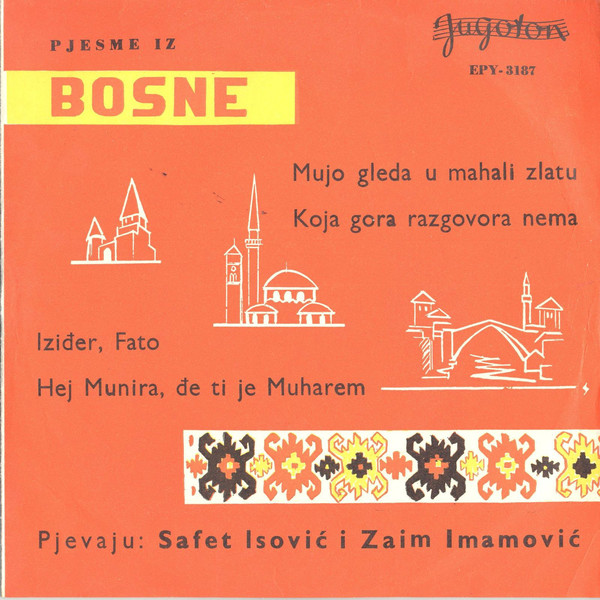 PJESME IZ
BOSNE
Jugoton
EPY-3187
Mujo gleda u mahali zlatu
Koja gora razgovora nema
Iziđer, Fato
Hej Munira, đe ti je Muharem
Pjevaju: Safet Isović i Zaim Imamović